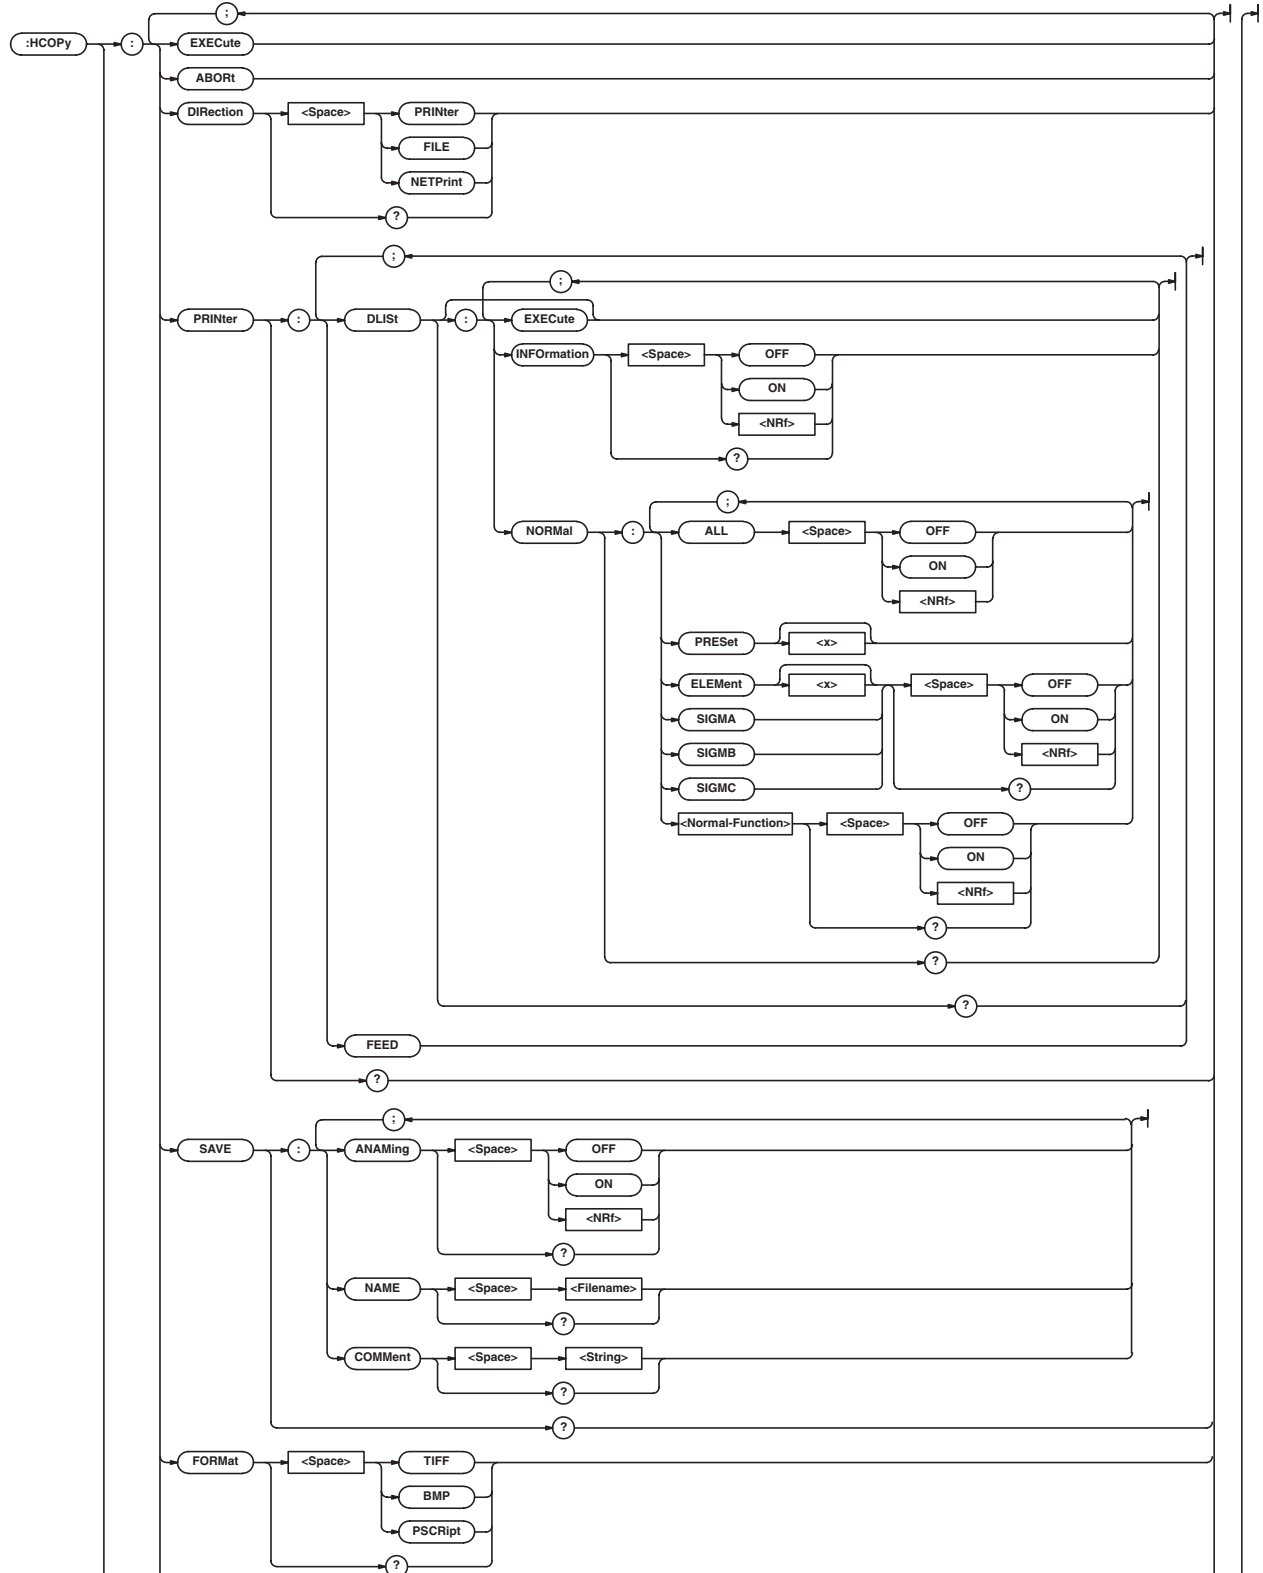 ;
:HCOPy : EXECute
ABORt
DIRection <Space> PRINter
FILE
NETPrint
?
;
;
PRINter : DLISt : EXECute
INFOrmation <Space> OFF
ON
<NRf>
?
;
NORMal : ALL <Space> OFF
ON
<NRf>
PRESet <x>
ELEMent <x> <Space> OFF
SIGMA ON
SIGMB <NRf>
SIGMC ?
<Normal-Function> <Space> OFF
ON
<NRf>
?
?
?
FEED
?
;
SAVE : ANAMing <Space> OFF
ON
<NRf>
?
NAME <Space> <Filename>
?
COMMent <Space> <String>
?
?
FORMat <Space> TIFF
BMP
PSCRipt
?